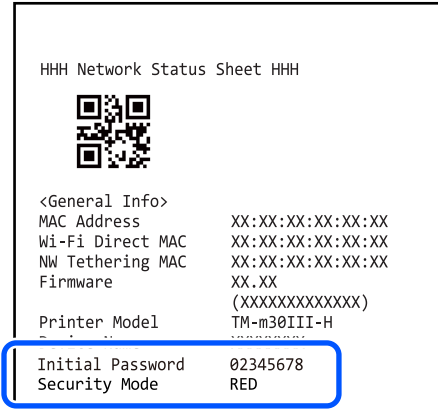 HHH Network Status Sheet HHH
<General Info>
MAC Address XX:XX:XX:XX:XX:XX
Wi-Fi Direct MAC XX:XX:XX:XX:XX:XX
NW Tethering MAC XX:XX:XX:XX:XX:XX
Firmware XX.XX
(XXXXXXXXXXXXX)
Printer Model TM-m30III-H
Initial Password 02345678
Security Mode RED